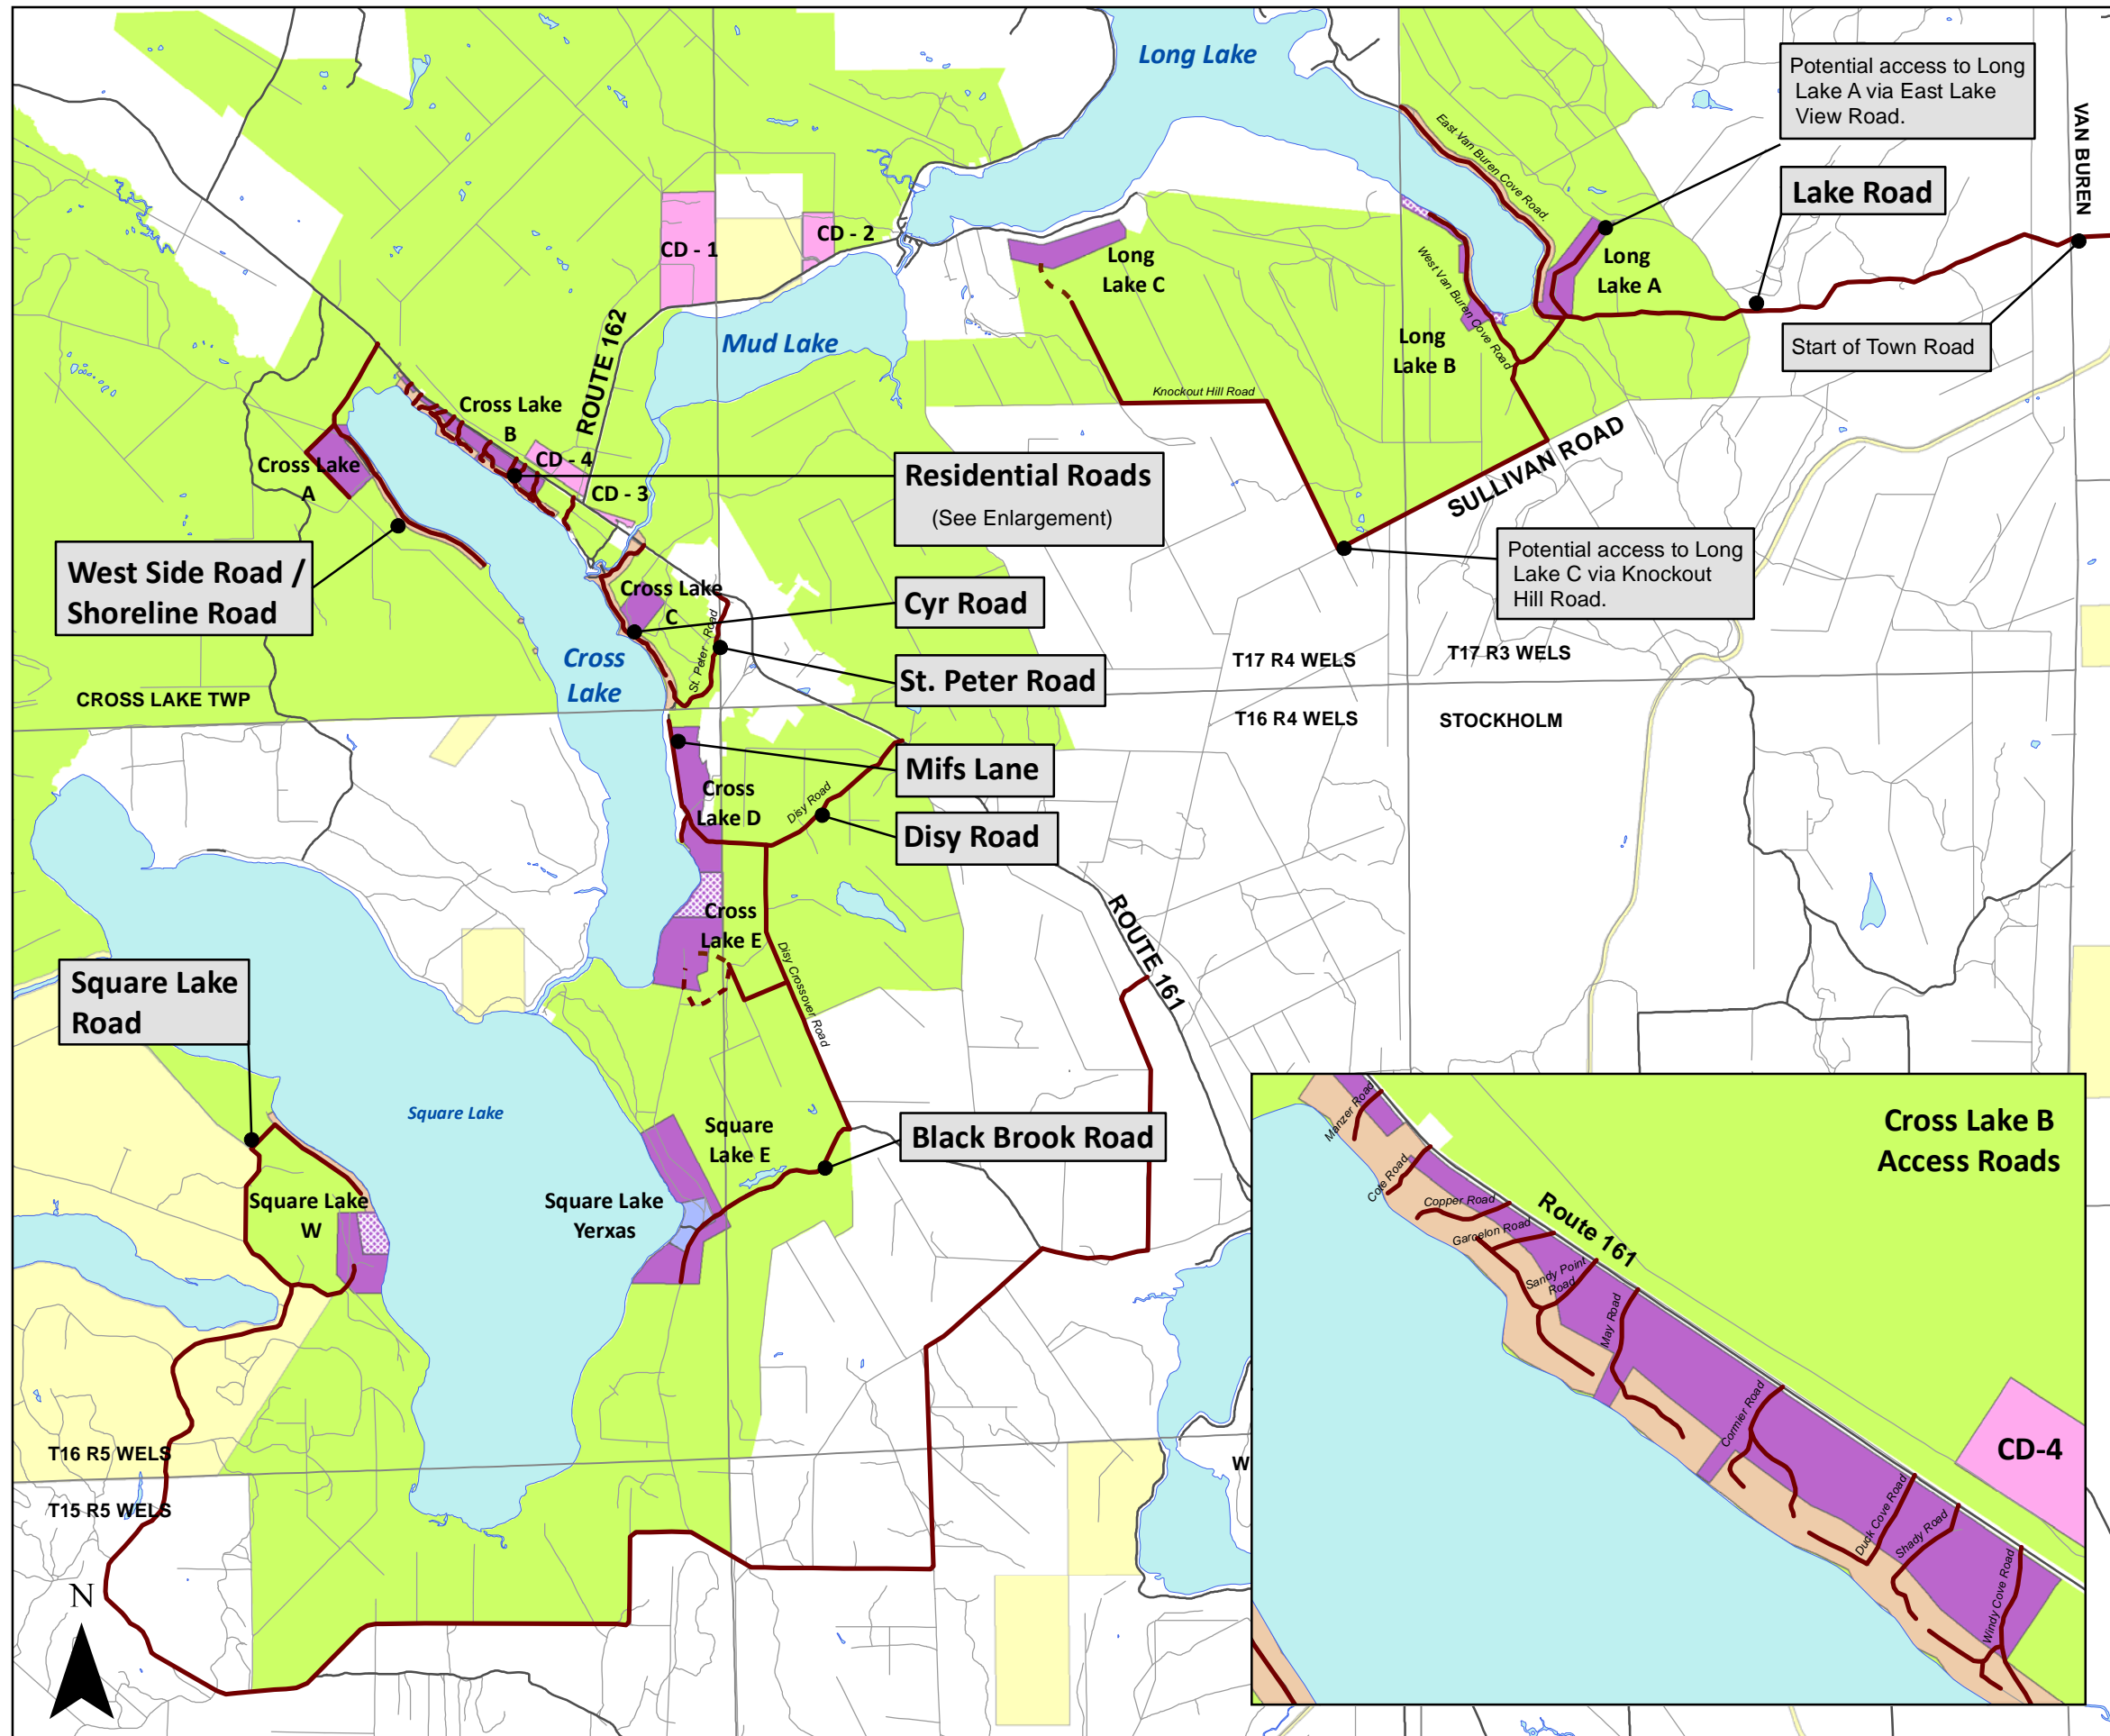 Long Lake
Potential access to Long
Lake A via East Lake
View Road.
VAN BUREN
East Van Buren Cove Road
Lake Road
CD - 1
CD - 2
Long
Lake C
Long
Lake A
West Van Buran Cove Road
Start of Town Road
Mud Lake
ROUTE 162
Long
Lake B
Knockout Hill Road
Cross Lake
B
CD - 4
CD - 3
Cross Lake
A
Residential Roads
(See Enlargement)
SULLIVAN ROAD
Potential access to Long
Lake C via Knockout
Hill Road.
West Side Road /
Shoreline Road
Cross Lake
C
Cyr Road
St. Peter Road
St. Peter Road
Cross
Lake
CROSS LAKE TWP
T17 R4 WELS
T17 R3 WELS
T16 R4 WELS
STOCKHOLM
Mifs Lane
Cross
Lake D
Disy Road
Disy Road
ROUTE 161
Cross
Lake E
Disy Crossover Road
Square Lake
Road
Square Lake
Square
Lake E
Black Brook Road
Square Lake
W
Square Lake
Yerxas
T16 R5 WELS
T15 R5 WELS
W
N
Cross Lake B
Access Roads
Manzer Road
Cote Road
Copper Road
Garcelon Road
Route 161
Sandy Point
Road
May Road
Cormier Road
CD-4
Duck Cove Road
Shady Road
Windy Cove Road